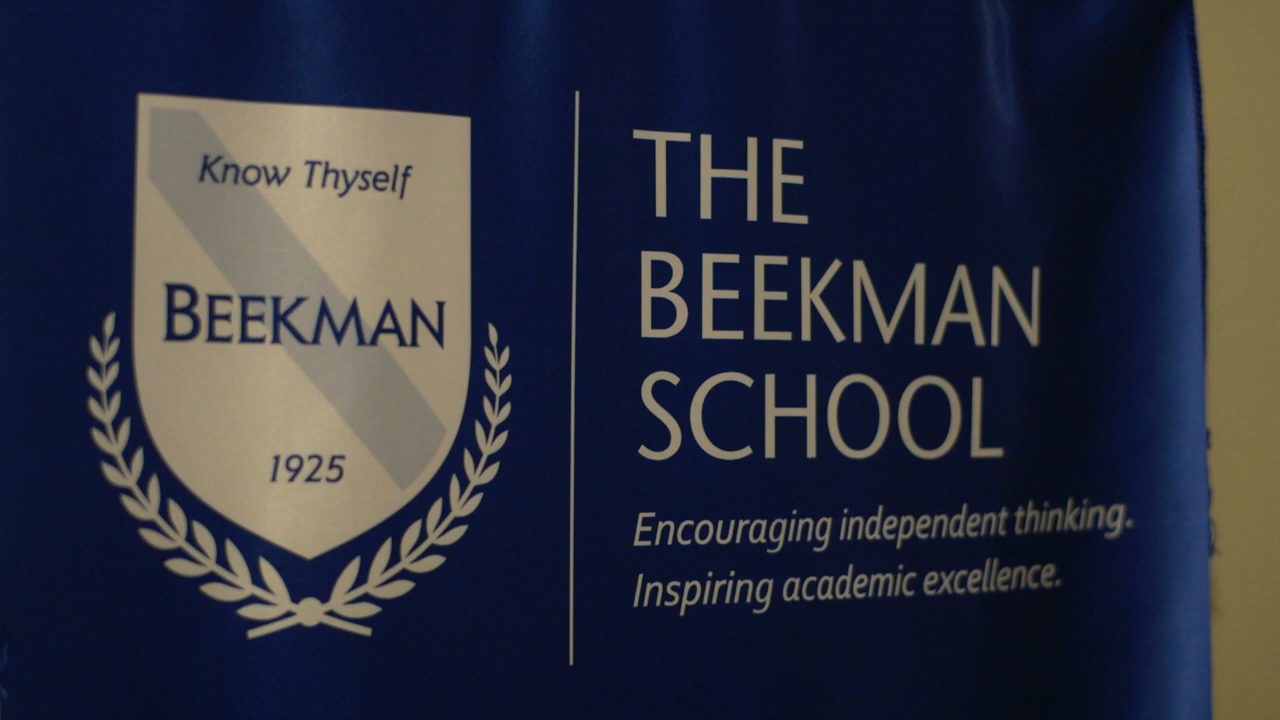 Know Thyself
BEEKMAN
1925
THE
BEEKMAN
SCHOOL
Encouraging independent thinking.
Inspiring academic excellence.